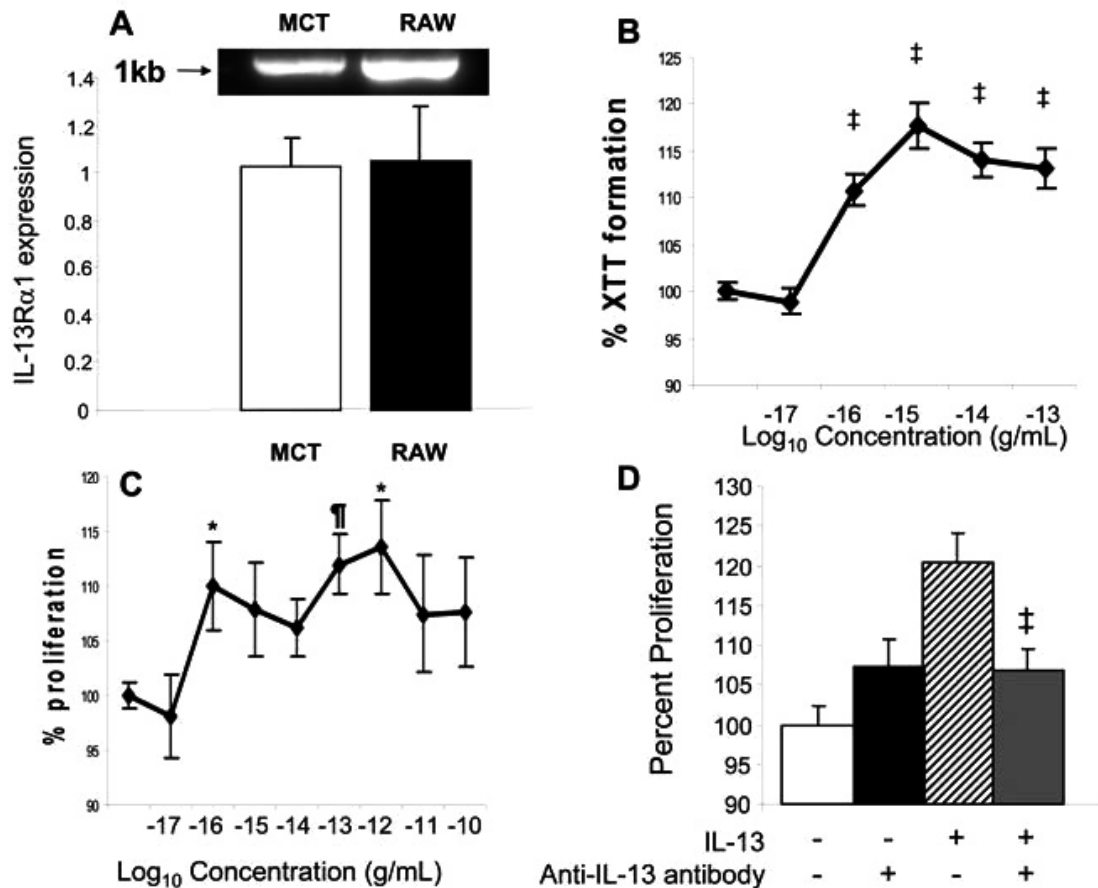 A
MCT RAW
1kb
IL-13Rα1 expression
1.4
1.2
1
0.8
0.6
0.4
0.2
0
MCT RAW
B
% XTT formation
125
120
115
110
105
100
95
90
‡ ‡ ‡ ‡
-17 -16 -15 -14 -13
Log₁₀ Concentration (g/mL)
C
% proliferation
120
115
110
105
100
95
90
* ¶ *
-17 -16 -15 -14 -13 -12 -11 -10
Log₁₀ Concentration (g/mL)
D
Percent Proliferation
130
125
120
115
110
105
100
95
90
‡
IL-13 - - + +
Anti-IL-13 antibody - + - +